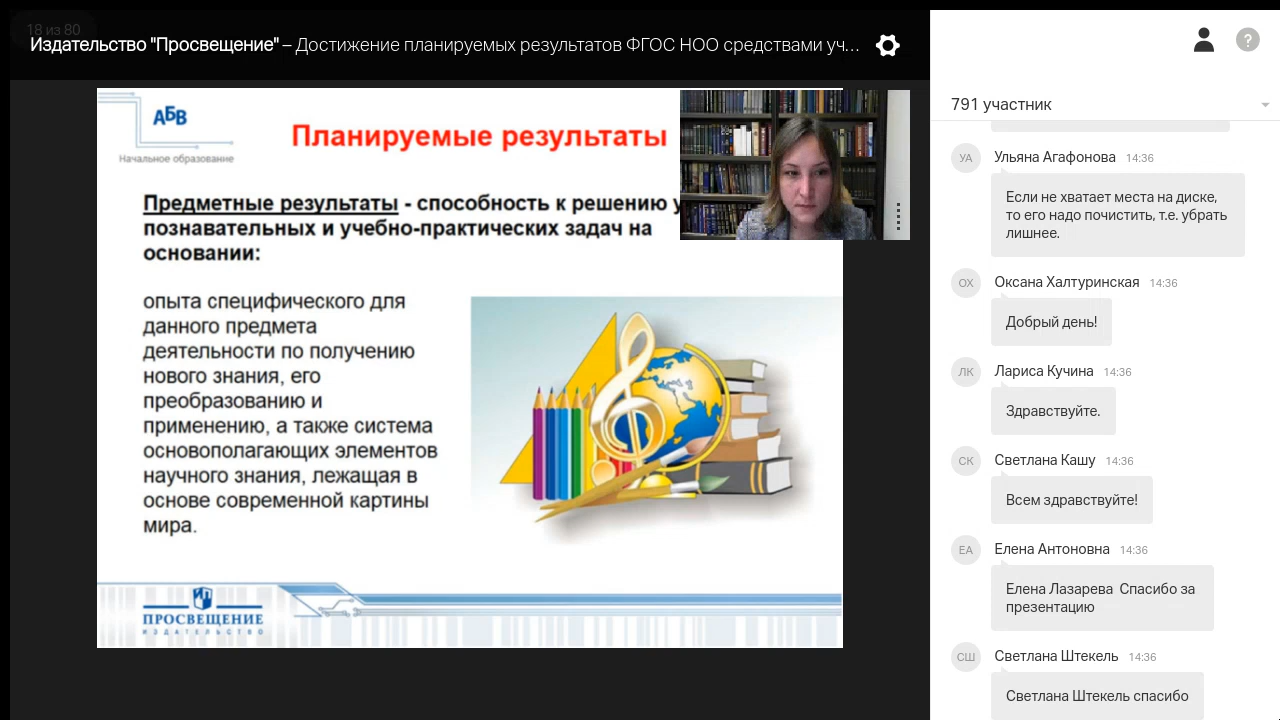 18 из 80
Издательство "Просвещение" – Достижение планируемых результатов ФГОС НОО средствами уч…
АБВ
Начальное образование
Планируемые результаты
Предметные результаты - способность к решению у
познавательных и учебно-практических задач на
основании:
опыта специфического для
данного предмета
деятельности по получению
нового знания, его
преобразованию и
применению, а также система
основополагающих элементов
научного знания, лежащая в
основе современной картины
мира.
ПРОСВЕЩЕНИЕ
ИЗДАТЕЛЬСТВО
791 участник
УА
Ульяна Агафонова 14:36
Если не хватает места на диске,
то его надо почистить, т.е. убрать
лишнее.
ОХ
Оксана Халтуринская 14:36
Добрый день!
ЛК
Лариса Кучина 14:36
Здравствуйте.
СК
Светлана Кашу 14:36
Всем здравствуйте!
ЕА
Елена Антоновна 14:36
Елена Лазарева Спасибо за
презентацию
СШ
Светлана Штекель 14:36
Светлана Штекель спасибо